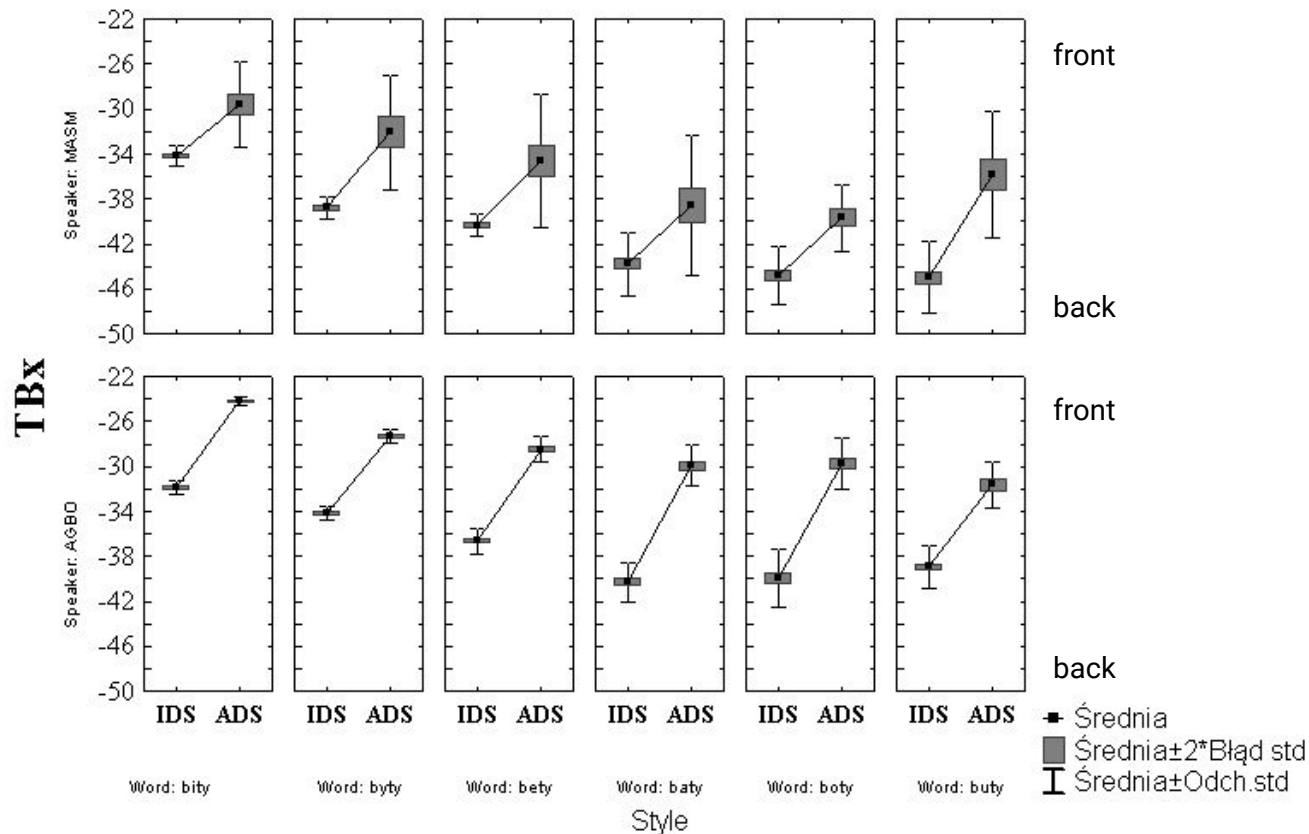 -22
-26
-30
-34
-38
-42
-46
-50
Speaker: MASM
front
back
TBx
-22
-26
-30
-34
-38
-42
-46
-50
Speaker: AGBO
front
back
IDS ADS IDS ADS IDS ADS IDS ADS IDS ADS IDS ADS
Word: bity Word: byty Word: bety Word: baty Word: boty Word: buty
Style
Średnia
Średnia±2*Błąd std
Średnia±Odch.std